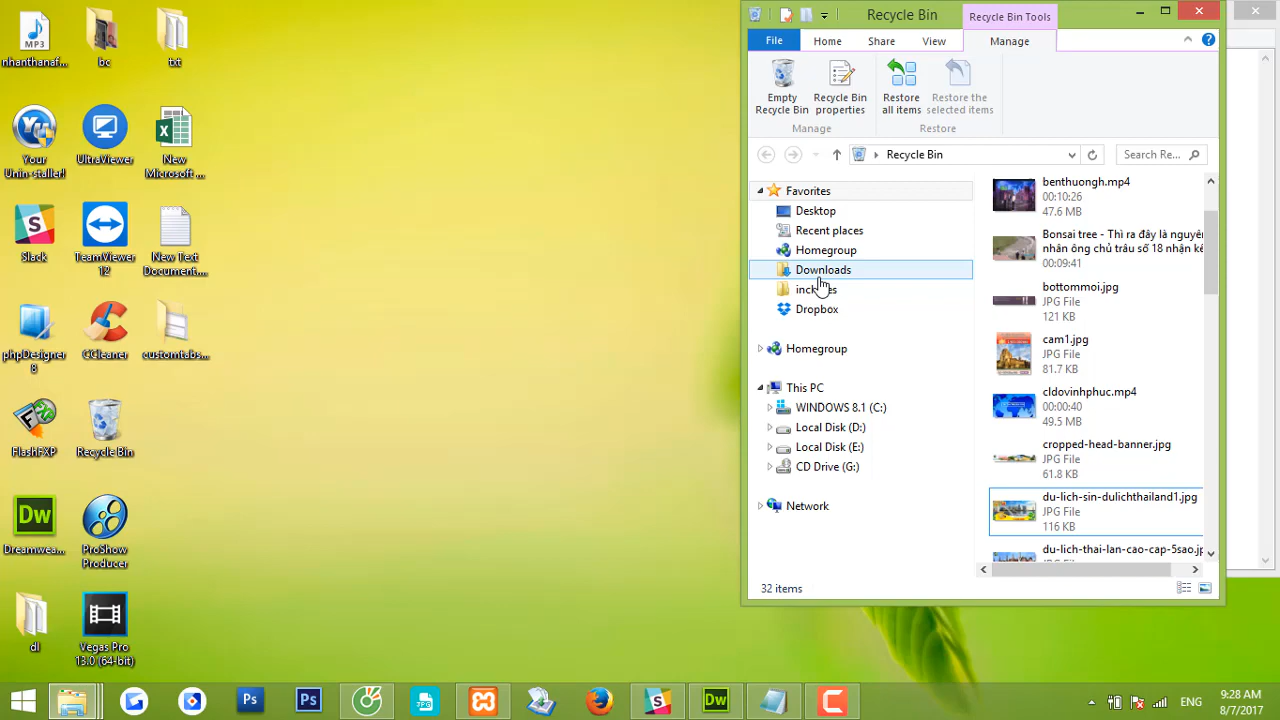 nhanthanaf...
bc
txt
Your
Unin-staller!
UltraViewer
New
Microsoft ...
Slack
TeamViewer
12
New Text
Document....
phpDesigner
8
CCleaner
customtabs...
FlashFXP
Recycle Bin
Dreamwea...
ProShow
Producer
dl
Vegas Pro
13.0 (64-bit)
Recycle Bin
Recycle Bin Tools
File
Home
Share
View
Manage
Empty
Recycle Bin
Recycle Bin
properties
Restore
all items
Restore the
selected items
Manage
Restore
Recycle Bin
Search Re...
Favorites
Desktop
Recent places
Homegroup
Downloads
Dropbox
Homegroup
This PC
WINDOWS 8.1 (C:)
Local Disk (D:)
Local Disk (E:)
CD Drive (G:)
Network
benthuongh.mp4
00:10:26
47.6 MB
Bonsai tree - Thì ra đây là nguyên
nhân ông chủ trâu số 18 nhận kế
00:09:41
bottommoi.jpg
JPG File
121 KB
cam1.jpg
JPG File
81.7 KB
cldovinhphuc.mp4
00:00:40
49.5 MB
cropped-head-banner.jpg
JPG File
61.8 KB
du-lich-sin-dulichthailand1.jpg
JPG File
116 KB
du-lich-thai-lan-cao-cap-5sao.jp
32 items
ENG
9:28 AM
8/7/2017